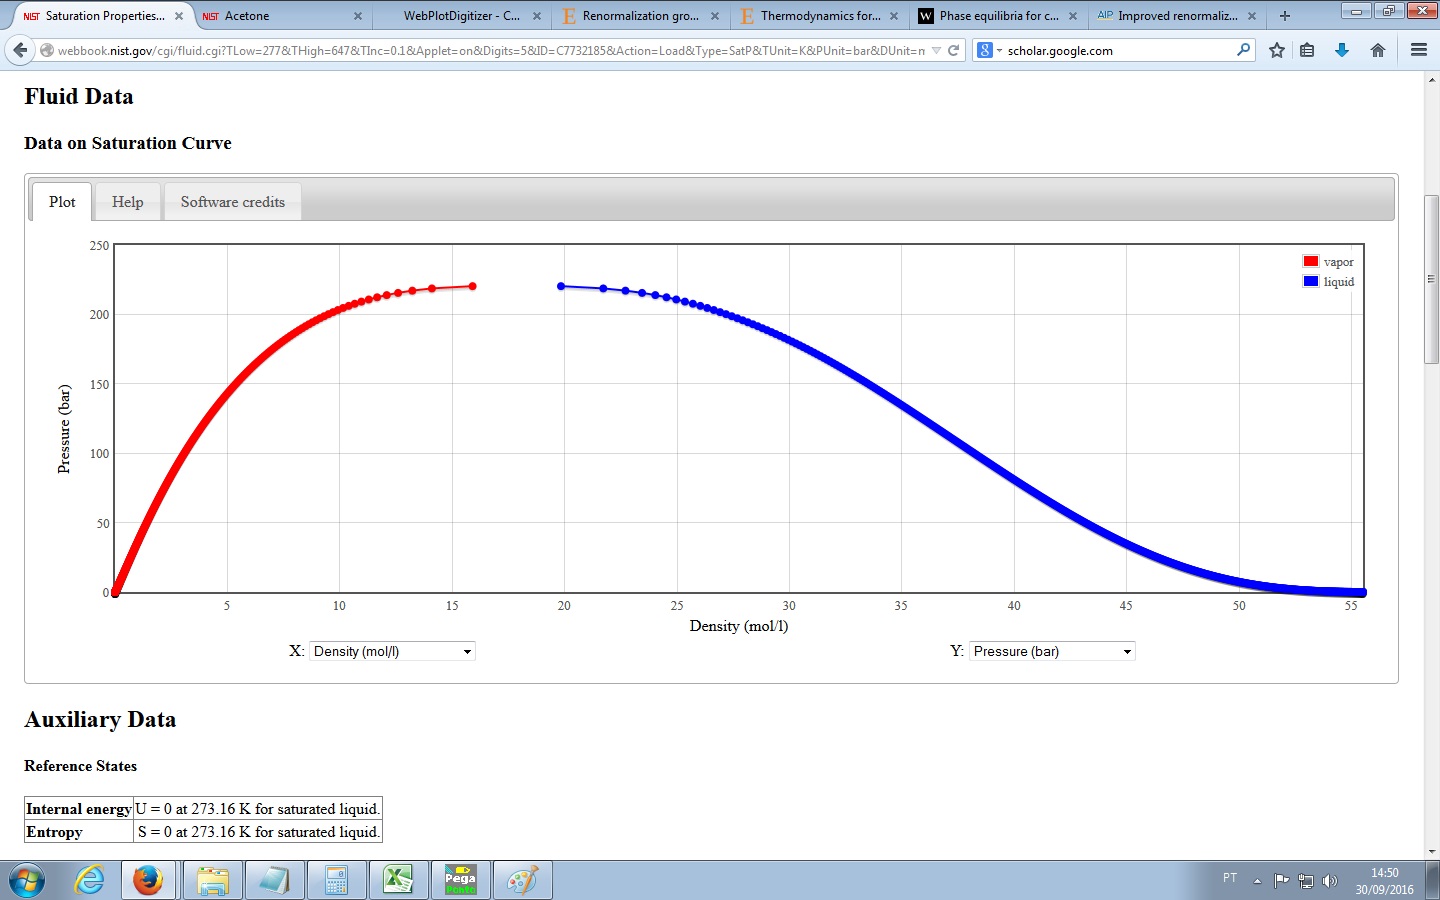 NIST Saturation Properties... × NIST Acetone × WebPlotDigitizer - C... × E Renormalization gro... × E Thermodynamics for... × W Phase equilibria for c... × AIP Improved renormaliz... × +
webbook.nist.gov/cgi/fluid.cgi?TLow=277&THigh=647&TInc=0.1&Applet=on&Digits=5&ID=C7732185&Action=Load&Type=SatP&TUnit=K&PUnit=bar&DUnit=m
8 scholar.google.com
Fluid Data
Data on Saturation Curve
Plot Help Software credits
250
200
150
100
50
0
Pressure (bar)
vapor
liquid
5 10 15 20 25 30 35 40 45 50 55
Density (mol/l)
X: Density (mol/l) Y: Pressure (bar)
Auxiliary Data
Reference States
Internal energy U = 0 at 273.16 K for saturated liquid.
Entropy S = 0 at 273.16 K for saturated liquid.
Pega
Ponto
PT
14:50
30/09/2016